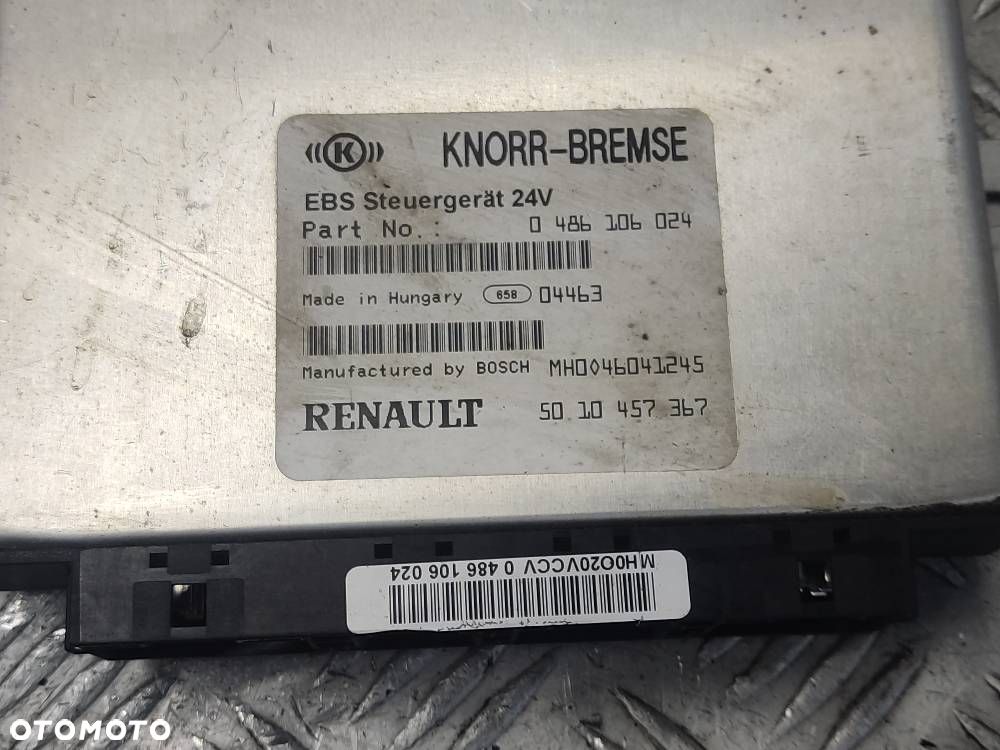 K KNORR-BREMSE
EBS Steuergerät 24V
Part No.: 0 486 106 024
Made in Hungary 658 04463
Manufactured by BOSCH MH0046041245
RENAULT 50 10 457 367
MH0020VCCV 0 486 106 024
OTOMOTO
OTOMOTO